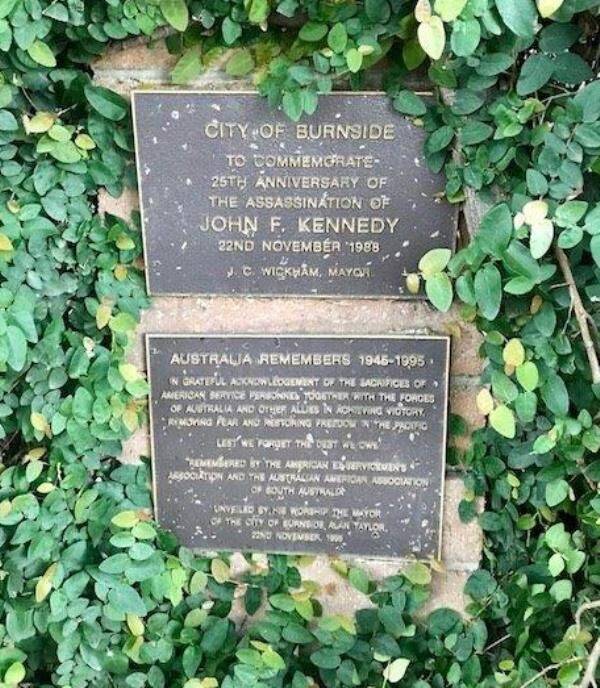 CITY OF BURNSIDE
TO COMMEMORATE
25TH ANNIVERSARY OF
THE ASSASSINATION OF
JOHN F. KENNEDY
22ND NOVEMBER 1988
J. C. WICKHAM, MAYOR
AUSTRALIA REMEMBERS 1945-1995
IN GRATEFUL ACKNOWLEDGEMENT OF THE SACRIFICES OF
AMERICAN SERVICE PERSONNEL TOGETHER WITH THE FORCES
OF AUSTRALIA AND OTHER ALLIES IN ACHIEVING VICTORY,
REMOVING FEAR AND RESTORING FREEDOM IN THE PACIFIC
LEST WE FORGET THE DEBT WE OWE
REMEMBERED BY THE AMERICAN EX-SERVICEMEN'S
ASSOCIATION AND THE AUSTRALIAN AMERICAN ASSOCIATION
OF SOUTH AUSTRALIA
UNVEILED BY HIS WORSHIP THE MAYOR
OF THE CITY OF BURNSIDE, ALAN TAYLOR
22ND NOVEMBER, 1995